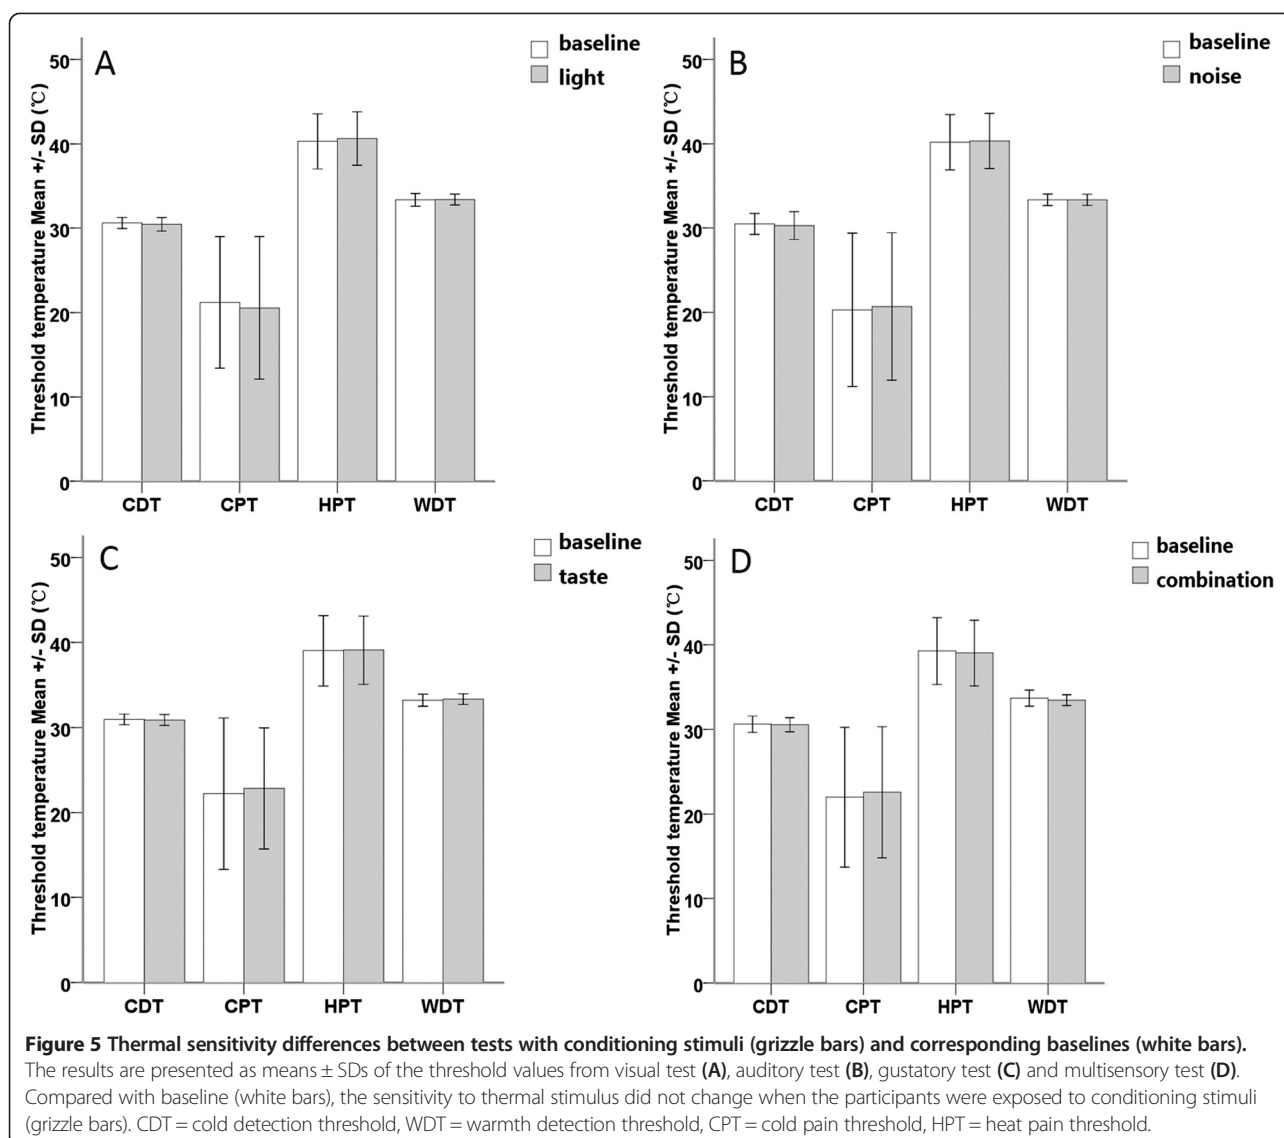 A
baseline
light
Threshold temperature Mean +/- SD (℃)
50
40
30
20
10
0
CDT CPT HPT WDT
B
baseline
noise
Threshold temperature Mean +/- SD (℃)
50
40
30
20
10
0
CDT CPT HPT WDT
C
baseline
taste
Threshold temperature Mean +/- SD (℃)
50
40
30
20
10
0
CDT CPT HPT WDT
D
baseline
combination
Threshold temperature Mean +/- SD (℃)
50
40
30
20
10
0
CDT CPT HPT WDT
Figure 5 Thermal sensitivity differences between tests with conditioning stimuli (grizzle bars) and corresponding baselines (white bars).
The results are presented as means ± SDs of the threshold values from visual test (A), auditory test (B), gustatory test (C) and multisensory test (D).
Compared with baseline (white bars), the sensitivity to thermal stimulus did not change when the participants were exposed to conditioning stimuli
(grizzle bars). CDT = cold detection threshold, WDT = warmth detection threshold, CPT = cold pain threshold, HPT = heat pain threshold.